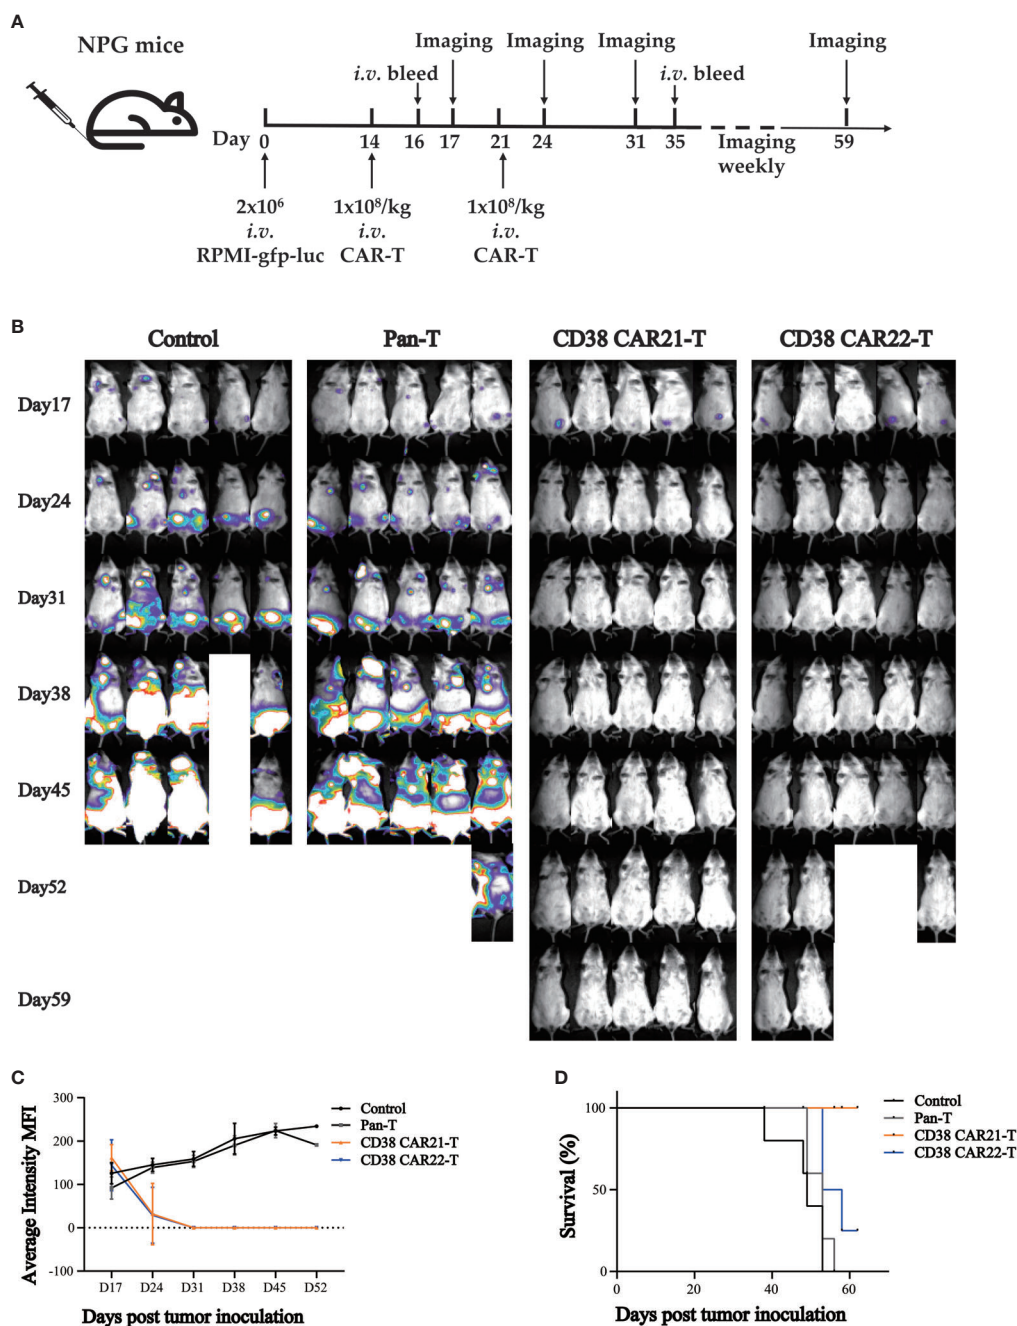 A
NPG mice
Imaging Imaging Imaging Imaging
i.v. bleed i.v. bleed
Day 0 14 16 17 21 24 31 35 59
Imaging
weekly
2x10⁶ 1x10⁸/kg 1x10⁸/kg
i.v. i.v. i.v.
RPMI-gfp-luc CAR-T CAR-T
B
Control Pan-T CD38 CAR21-T CD38 CAR22-T
Day17
Day24
Day31
Day38
Day45
Day52
Day59
C
Average Intensity MFI
300
200
100
0
-100
D17 D24 D31 D38 D45 D52
Days post tumor inoculation
Control
Pan-T
CD38 CAR21-T
CD38 CAR22-T
D
Survival (%)
100
50
0
0 20 40 60
Days post tumor inoculation
Control
Pan-T
CD38 CAR21-T
CD38 CAR22-T